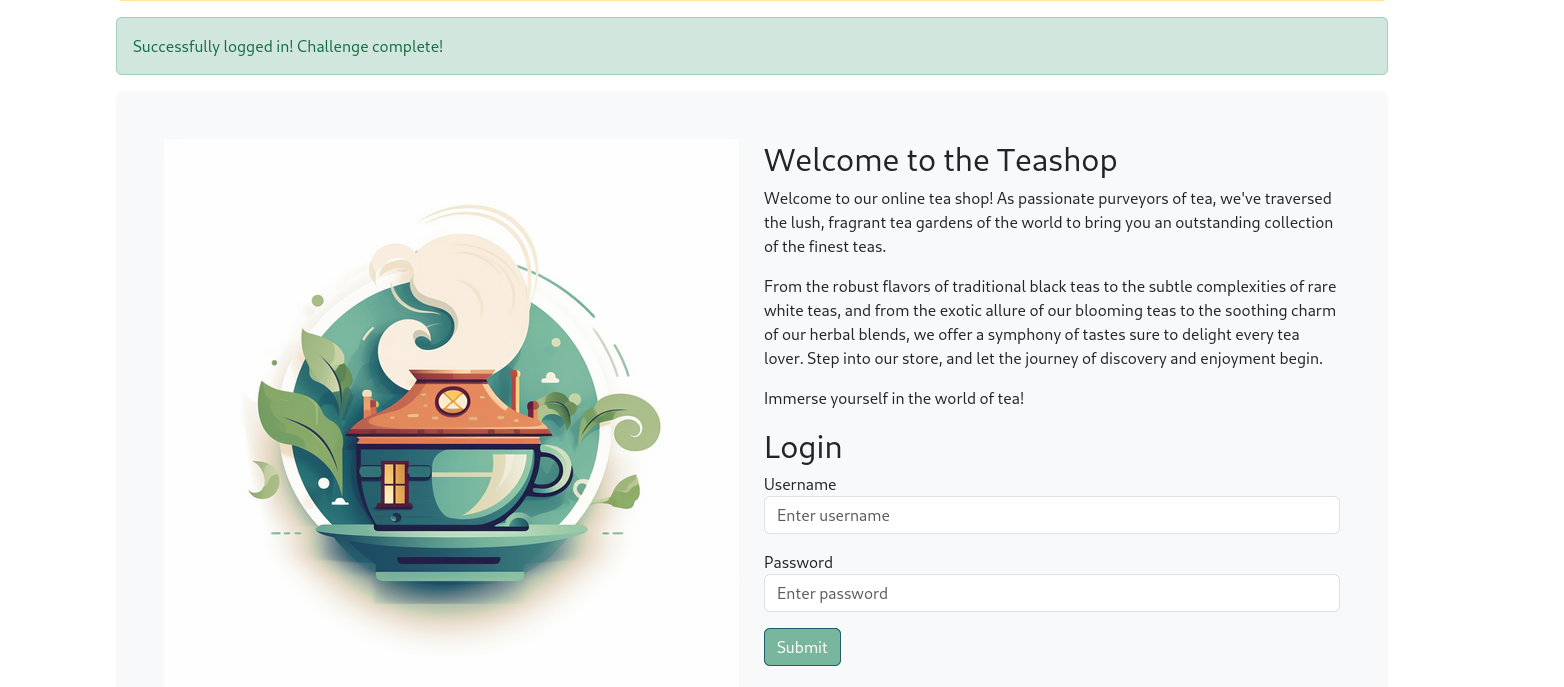 Successfully logged in! Challenge complete!
Welcome to the Teashop
Welcome to our online tea shop! As passionate purveyors of tea, we've traversed
the lush, fragrant tea gardens of the world to bring you an outstanding collection
of the finest teas.
From the robust flavors of traditional black teas to the subtle complexities of rare
white teas, and from the exotic allure of our blooming teas to the soothing charm
of our herbal blends, we offer a symphony of tastes sure to delight every tea
lover. Step into our store, and let the journey of discovery and enjoyment begin.
Immerse yourself in the world of tea!
Login
Username
Enter username
Password
Enter password
Submit